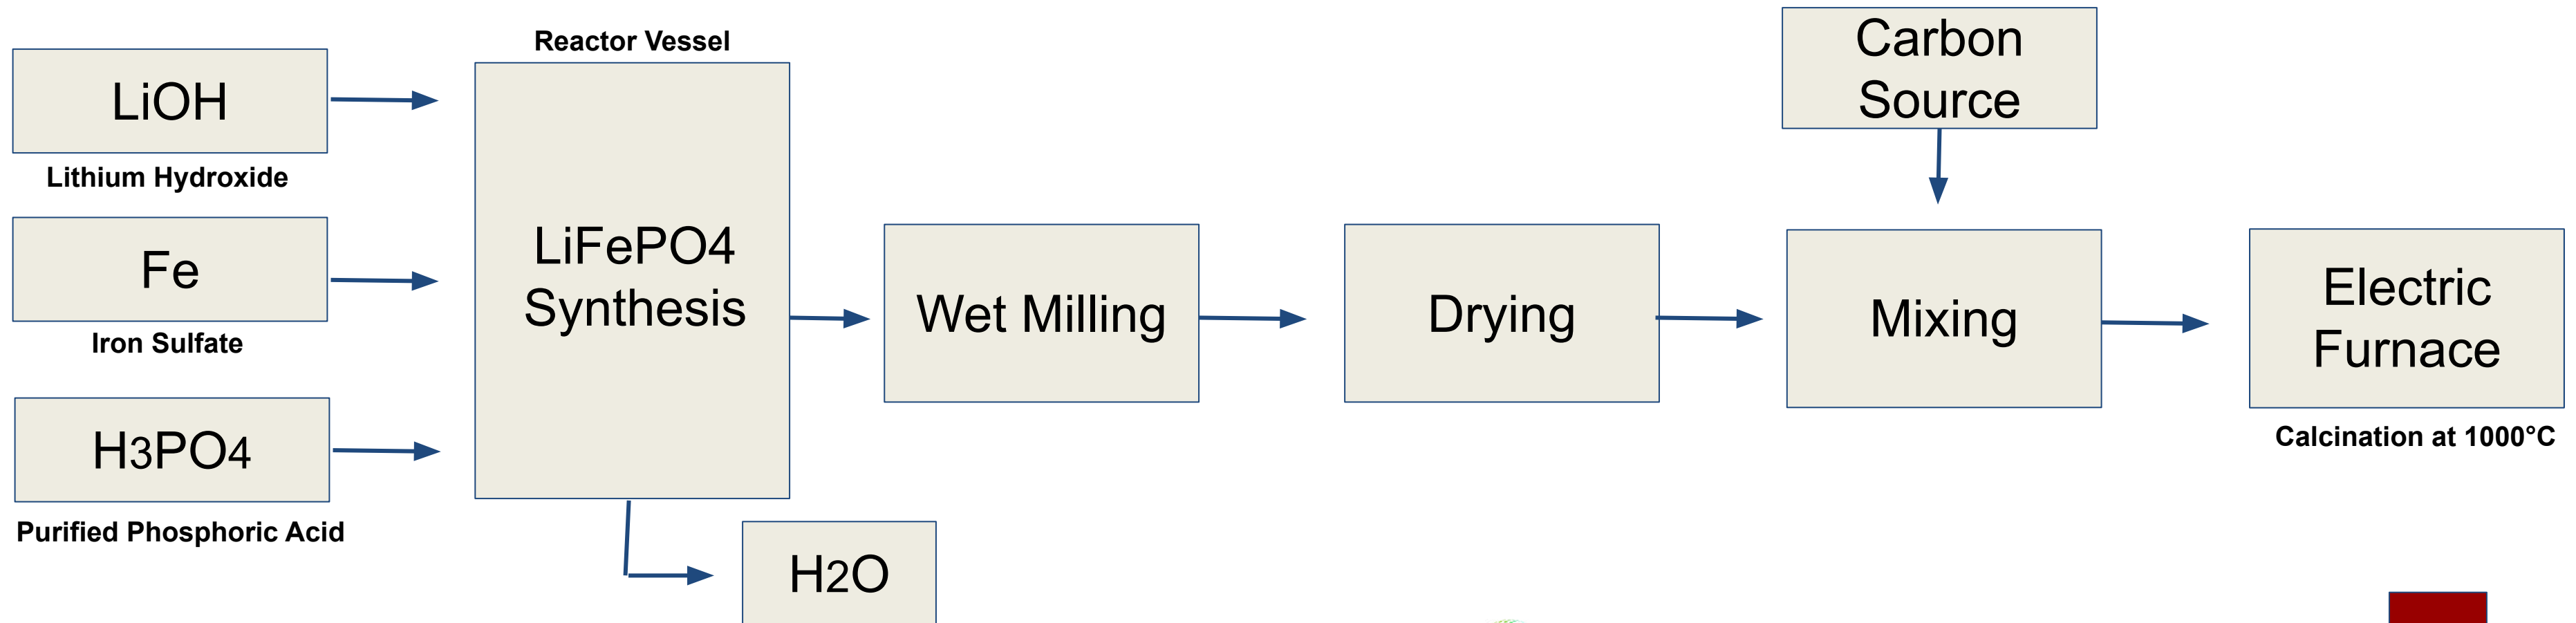 Reactor Vessel
LiOH
Lithium Hydroxide
Fe
Iron Sulfate
H3PO4
Purified Phosphoric Acid
LiFePO4
Synthesis
H2O
Wet Milling
Drying
Carbon
Source
Mixing
Electric
Furnace
Calcination at 1000°C